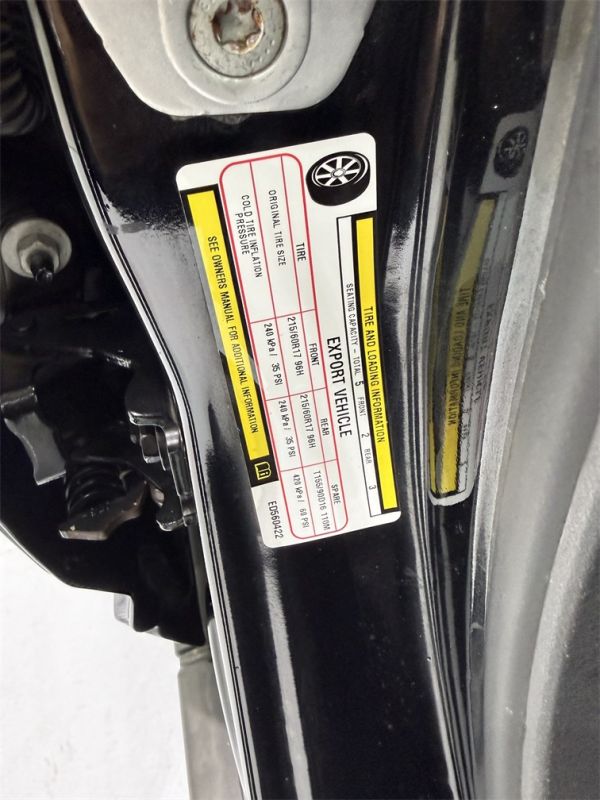 TIRE AND LOADING INFORMATION
SEATING CAPACITY – TOTAL 5 FRONT 2 REAR 3
EXPORT VEHICLE
TIRE FRONT REAR SPARE
ORIGINAL TIRE SIZE 215/60R17 96H 215/60R17 96H T155/90D16 110M
COLD TIRE INFLATION PRESSURE 240 KPa / 35 PSI 240 KPa / 35 PSI 420 KPa / 60 PSI
SEE OWNERS MANUAL FOR ADDITIONAL INFORMATION
ED560422